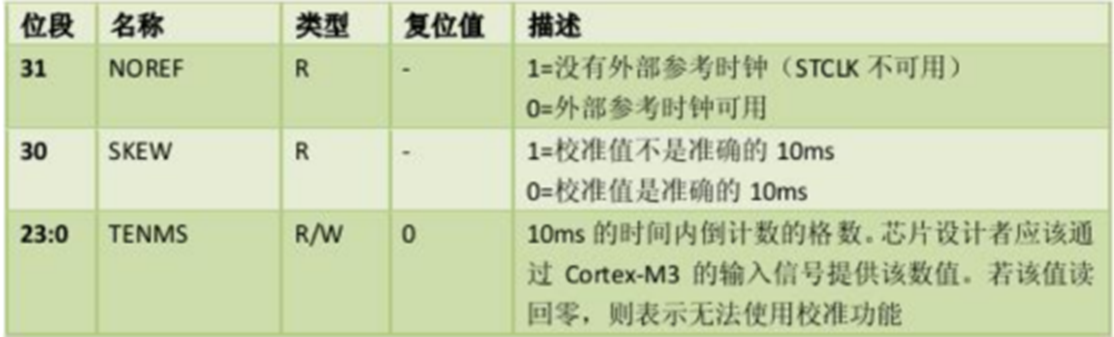 位段 名称 类型 复位值 描述
31 NOREF R - 1=没有外部参考时钟（STCLK 不可用）
0=外部参考时钟可用
30 SKEW R - 1=校准值不是准确的 10ms
0=校准值是准确的 10ms
23:0 TENMS R/W 0 10ms 的时间内倒计数的格数。芯片设计者应该通
过 Cortex-M3 的输入信号提供该数值。若该值读
回零，则表示无法使用校准功能